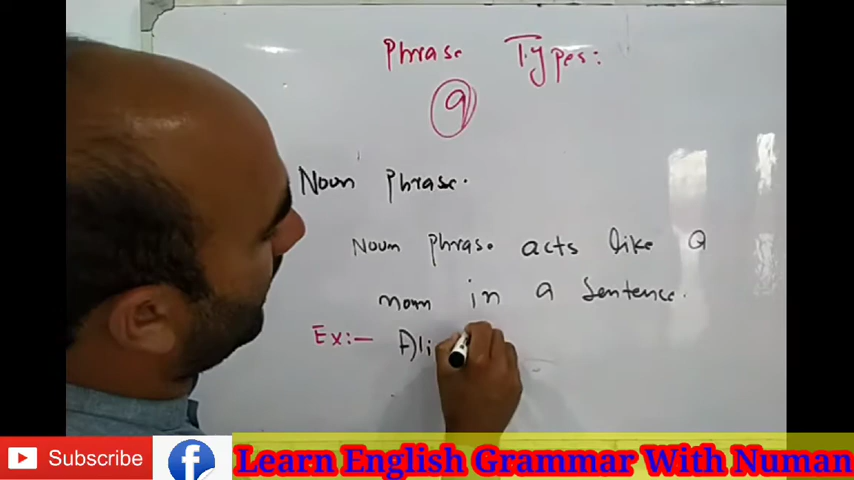 Phrase Types:
9
Noun Phrase.
Noun Phrase acts like a
noun in a Sentence.
Ex:- Ali
Subscribe
f
Learn English Grammar With Numan